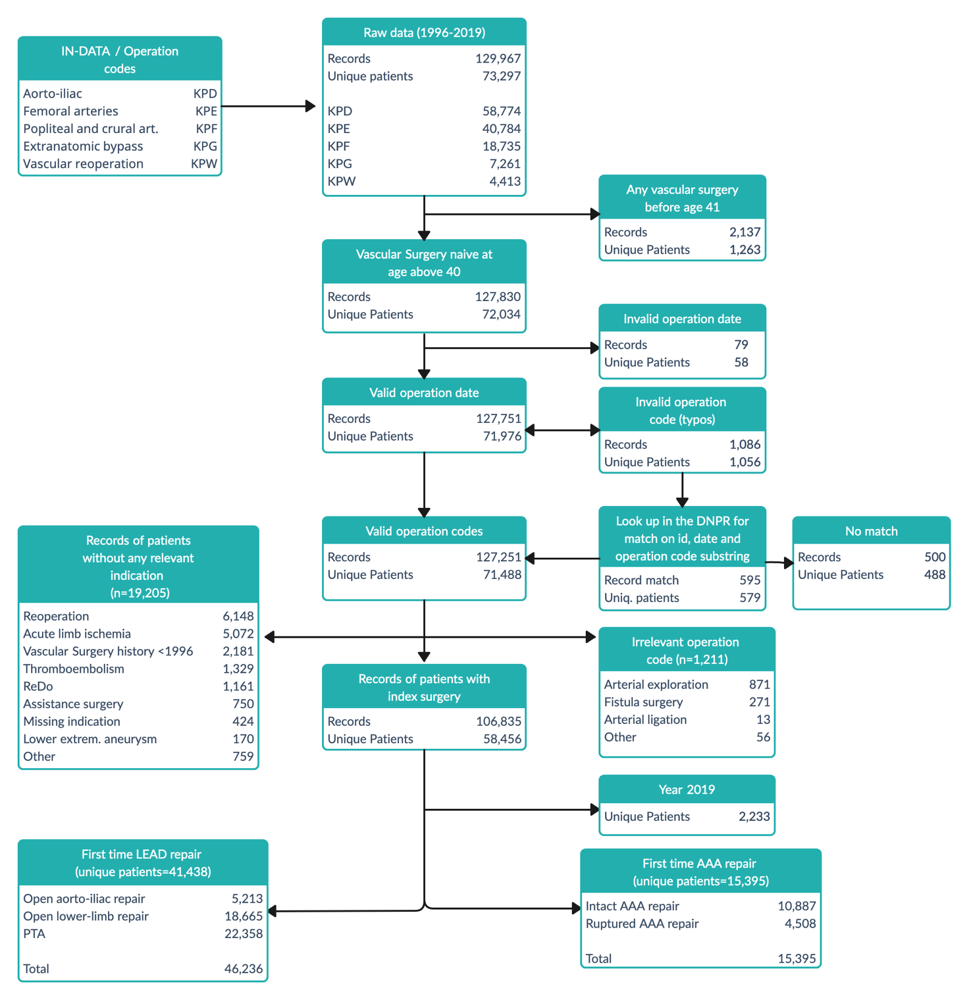 IN-DATA / Operation
codes
Aorto-iliac KPD
Femoral arteries KPE
Popliteal and crural art. KPF
Extranatomic bypass KPG
Vascular reoperation KPW
Raw data (1996-2019)
Records 129,967
Unique patients 73,297
KPD 58,774
KPE 40,784
KPF 18,735
KPG 7,261
KPW 4,413
Any vascular surgery
before age 41
Records 2,137
Unique Patients 1,263
Vascular Surgery naive at
age above 40
Records 127,830
Unique Patients 72,034
Invalid operation date
Records 79
Unique Patients 58
Valid operation date
Records 127,751
Unique Patients 71,976
Invalid operation
code (typos)
Records 1,086
Unique Patients 1,056
Look up in the DNPR for
match on id, date and
operation code substring
Record match 595
Uniq. patients 579
No match
Records 500
Unique Patients 488
Valid operation codes
Records 127,251
Unique Patients 71,488
Records of patients
without any relevant
indication
(n=19,205)
Reoperation 6,148
Acute limb ischemia 5,072
Vascular Surgery history <1996 2,181
Thromboembolism 1,329
ReDo 1,161
Assistance surgery 750
Missing indication 424
Lower extrem. aneurysm 170
Other 759
Irrelevant operation
code (n=1,211)
Arterial exploration 871
Fistula surgery 271
Arterial ligation 13
Other 56
Records of patients with
index surgery
Records 106,835
Unique Patients 58,456
Year 2019
Unique Patients 2,233
First time LEAD repair
(unique patients=41,438)
Open aorto-iliac repair 5,213
Open lower-limb repair 18,665
PTA 22,358
Total 46,236
First time AAA repair
(unique patients=15,395)
Intact AAA repair 10,887
Ruptured AAA repair 4,508
Total 15,395